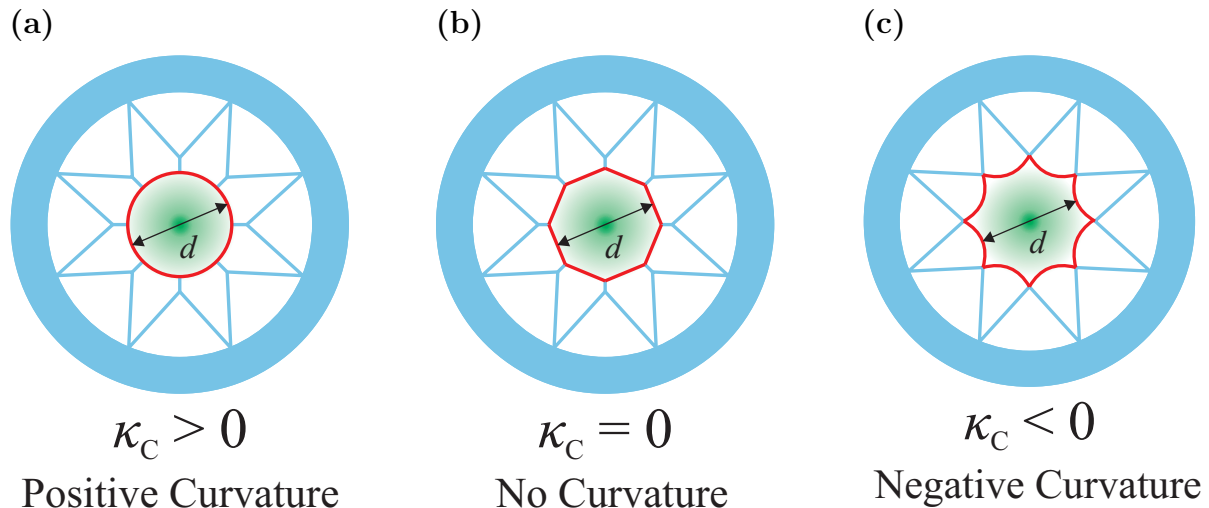 (a)
(b)
(c)
d
d
d
κC > 0
κC = 0
κC < 0
Positive Curvature
No Curvature
Negative Curvature